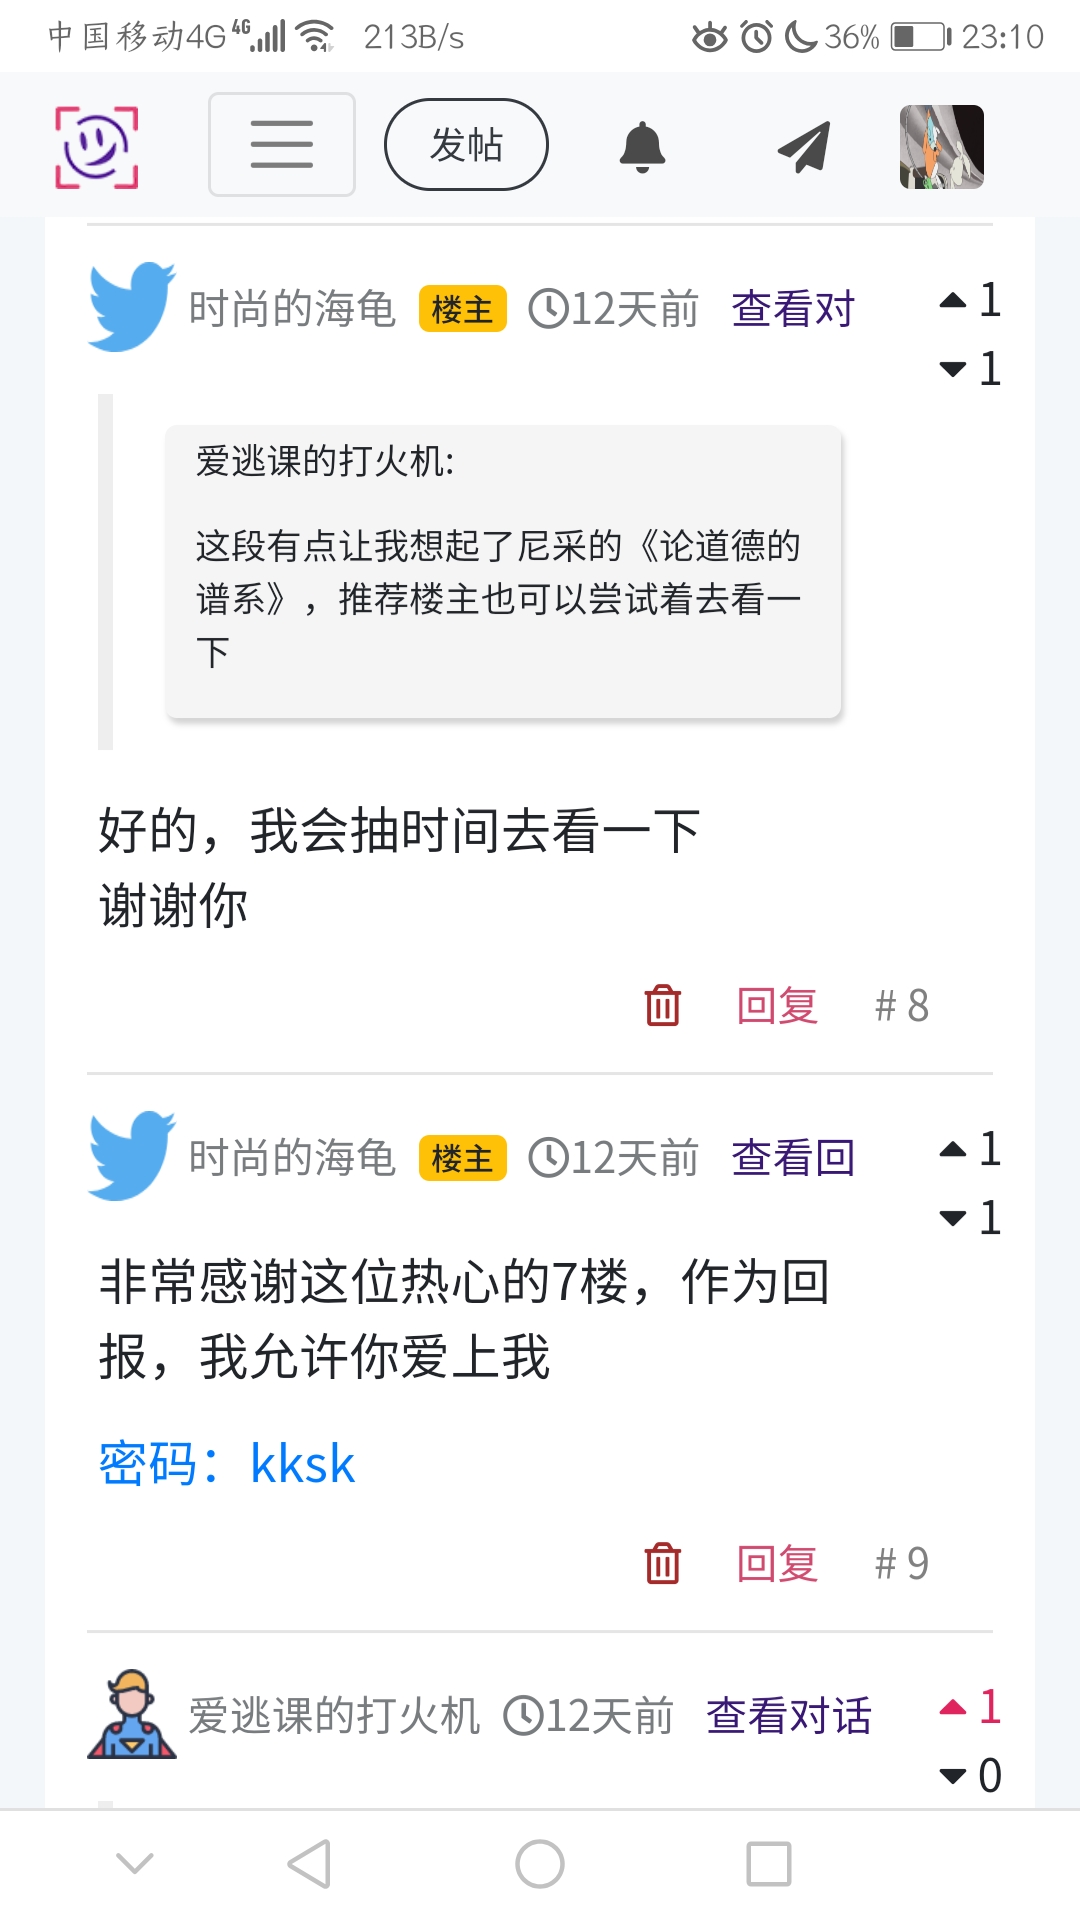 中国移动4G 4G 213B/s 36% 23:10
发帖
时尚的海龟 楼主 12天前 查看对 1
1
爱逃课的打火机:
这段有点让我想起了尼采的《论道德的
谱系》，推荐楼主也可以尝试着去看一
下
好的，我会抽时间去看一下
谢谢你
回复 # 8
时尚的海龟 楼主 12天前 查看回 1
1
非常感谢这位热心的7楼，作为回
报，我允许你爱上我
密码：kksk
回复 # 9
爱逃课的打火机 12天前 查看对话 1
0